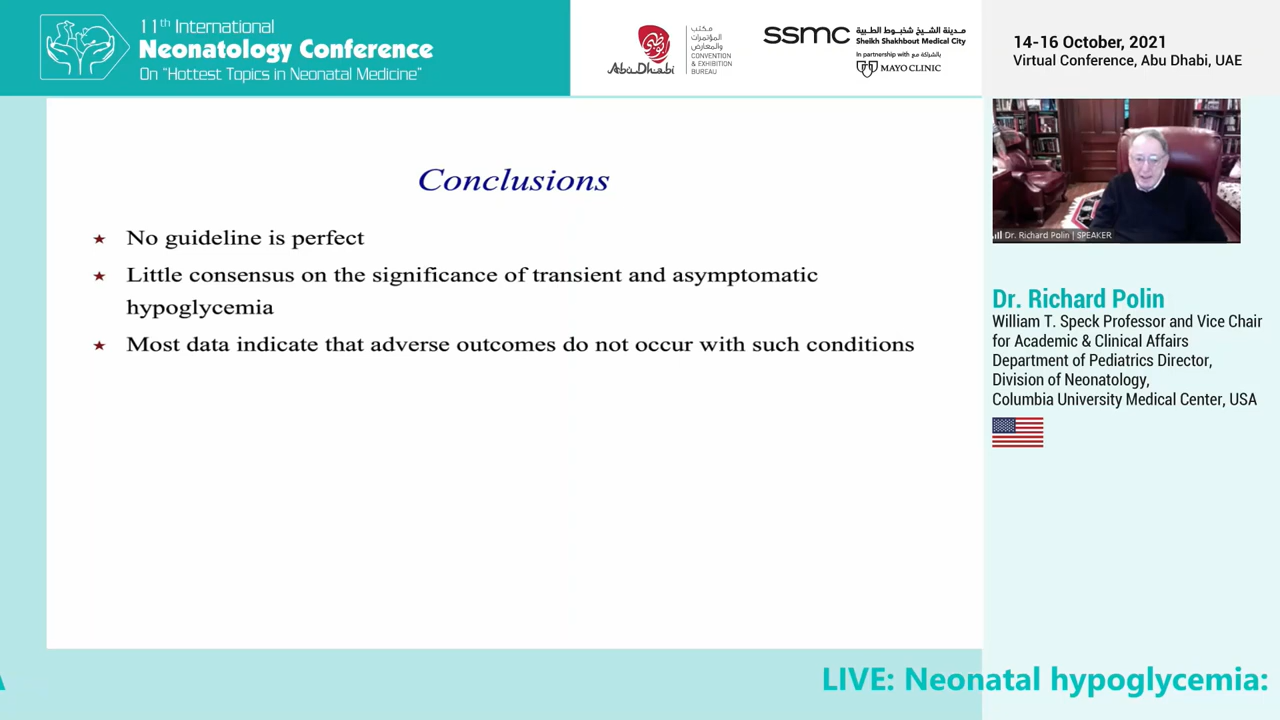 11th International
Neonatology Conference
On “Hottest Topics in Neonatal Medicine”
Abu Dhabi
أبوظبي
مكتب
المؤتمرات
والمعارض
CONVENTION
& EXHIBITION
BUREAU
ssmc
مدينة الشيخ شخبوط الطبية
Sheikh Shakhbout Medical City
In partnership with بالشراكة مع
MAYO CLINIC
14-16 October, 2021
Virtual Conference, Abu Dhabi, UAE
Conclusions
No guideline is perfect
Little consensus on the significance of transient and asymptomatic
hypoglycemia
Most data indicate that adverse outcomes do not occur with such conditions
Dr. Richard Polin | SPEAKER
Dr. Richard Polin
William T. Speck Professor and Vice Chair
for Academic & Clinical Affairs
Department of Pediatrics Director,
Division of Neonatology,
Columbia University Medical Center, USA
LIVE: Neonatal hypoglycemia: